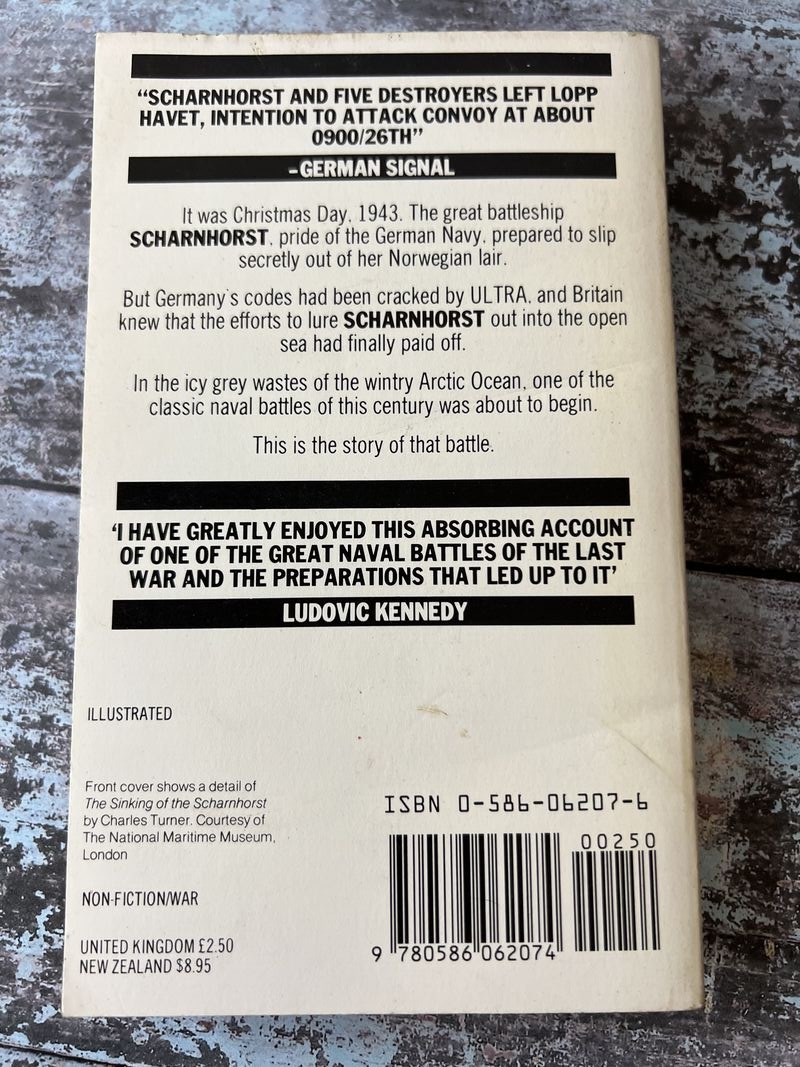 “SCHARNHORST AND FIVE DESTROYERS LEFT LOPP
HAVET, INTENTION TO ATTACK CONVOY AT ABOUT
0900/26TH”
–GERMAN SIGNAL
It was Christmas Day, 1943. The great battleship
SCHARNHORST, pride of the German Navy, prepared to slip
secretly out of her Norwegian lair.
But Germany's codes had been cracked by ULTRA, and Britain
knew that the efforts to lure SCHARNHORST out into the open
sea had finally paid off.
In the icy grey wastes of the wintry Arctic Ocean, one of the
classic naval battles of this century was about to begin.
This is the story of that battle.
‘I HAVE GREATLY ENJOYED THIS ABSORBING ACCOUNT
OF ONE OF THE GREAT NAVAL BATTLES OF THE LAST
WAR AND THE PREPARATIONS THAT LED UP TO IT’
LUDOVIC KENNEDY
ILLUSTRATED
Front cover shows a detail of
The Sinking of the Scharnhorst
by Charles Turner. Courtesy of
The National Maritime Museum,
London
NON-FICTION/WAR
UNITED KINGDOM £2.50
NEW ZEALAND $8.95
ISBN 0-586-06207-6
00250
9 780586 062074